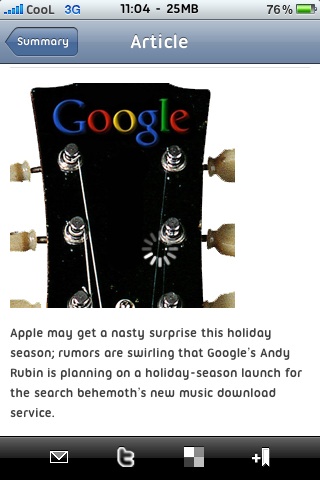 CooL 3G 11:04 - 25MB 76%
Summary Article
Google
Apple may get a nasty surprise this holiday
season; rumors are swirling that Google's Andy
Rubin is planning on a holiday-season launch for
the search behemoth's new music download
service.